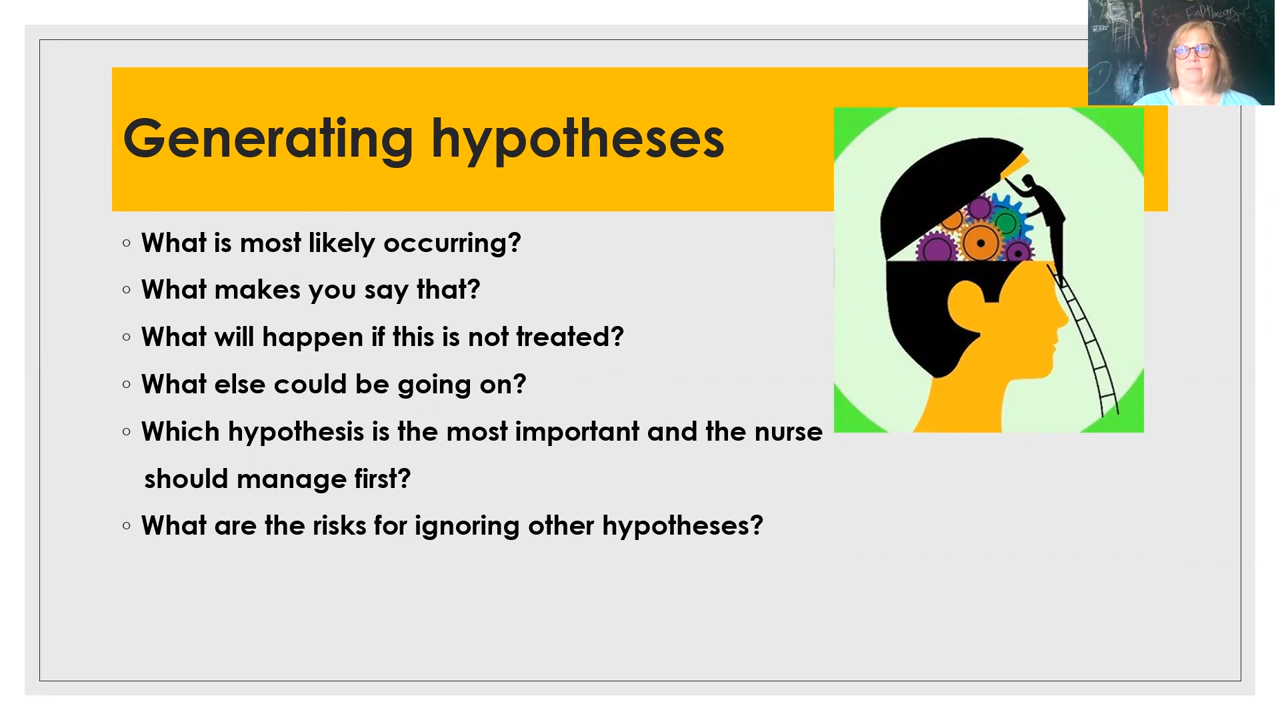 Generating hypotheses
◦ What is most likely occurring?
◦ What makes you say that?
◦ What will happen if this is not treated?
◦ What else could be going on?
◦ Which hypothesis is the most important and the nurse
should manage first?
◦ What are the risks for ignoring other hypotheses?